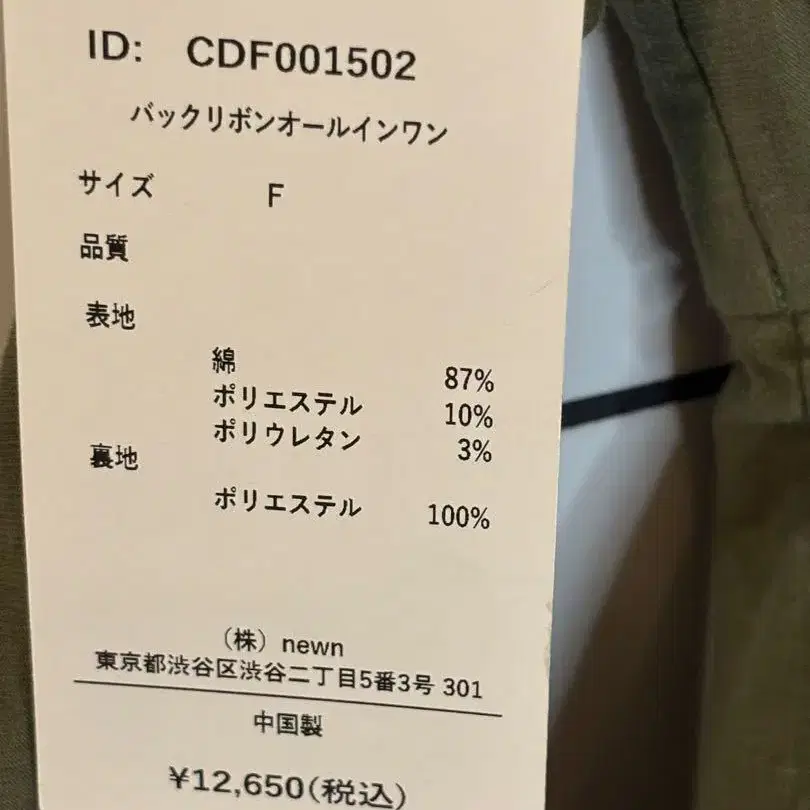 ID: CDF001502
バックリボンオールインワン
サイズ F
品質
表地
綿 87%
ポリエステル 10%
ポリウレタン 3%
裏地
ポリエステル 100%
（株）newn
東京都渋谷区渋谷二丁目5番3号 301
中国製
¥12,650(税込)